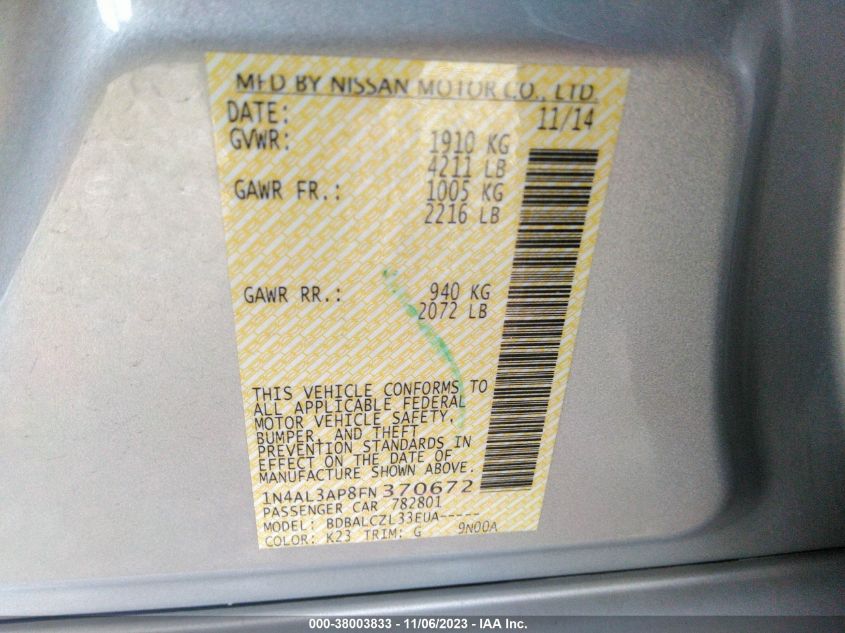 MFD BY NISSAN MOTOR CO., LTD.
DATE: 11/14
GVWR: 1910 KG
4211 LB
GAWR FR.: 1005 KG
2216 LB
GAWR RR.: 940 KG
2072 LB
THIS VEHICLE CONFORMS TO
ALL APPLICABLE FEDERAL
MOTOR VEHICLE SAFETY,
BUMPER, AND THEFT
PREVENTION STANDARDS IN
EFFECT ON THE DATE OF
MANUFACTURE SHOWN ABOVE.
1N4AL3AP8FN370672
PASSENGER CAR 782801
MODEL: BDBALCZL33EUA-----
COLOR: K23 TRIM: G 9N00A
000-38003833 - 11/06/2023 - IAA Inc.